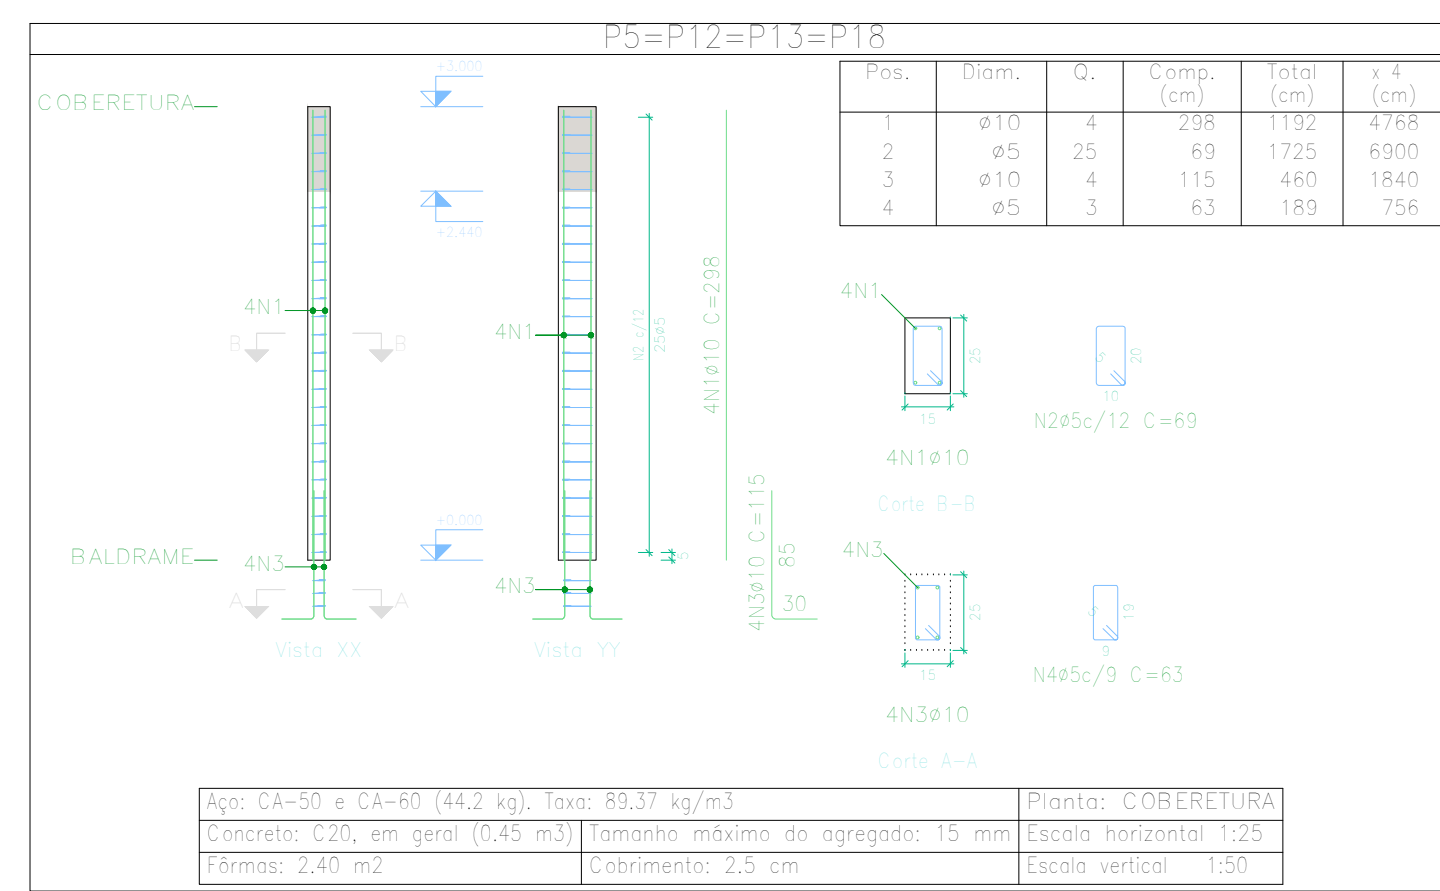 P5=P12=P13=P18
Pos. Diam. Q. Comp. (cm) Total (cm) x 4 (cm)
1 ø10 4 298 1192 4768
2 ø5 25 69 1725 6900
3 ø10 4 115 460 1840
4 ø5 3 63 189 756
+3.000
COBERETURA
+2.440
4N1
B
B
4N1
N2 c/12
25ø5
4N1ø10 C=298
+0.000
BALDRAME
4N3
A
A
4N3
5
4N3ø10 C=115
85
30
Vista XX
Vista YY
4N1
25
15
4N1ø10
Corte B-B
5
20
10
N2ø5c/12 C=69
4N3
25
15
4N3ø10
Corte A-A
5
19
9
N4ø5c/9 C=63
Aço: CA-50 e CA-60 (44.2 kg). Taxa: 89.37 kg/m3
Planta: COBERETURA
Concreto: C20, em geral (0.45 m3)
Tamanho máximo do agregado: 15 mm
Escala horizontal 1:25
Fôrmas: 2.40 m2
Cobrimento: 2.5 cm
Escala vertical 1:50